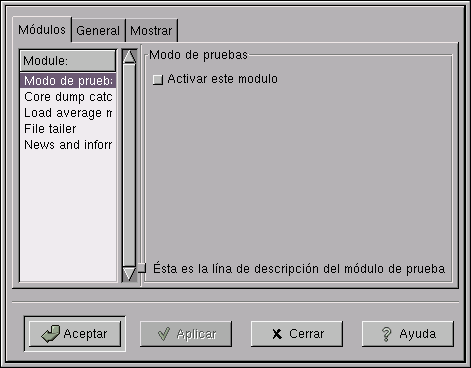 Módulos General Mostrar
Module:
Modo de prueb
Core dump catc
Load average m
File tailer
News and inforr
Modo de pruebas
Activar este modulo
Ésta es la lína de descripción del módulo de prueba
Aceptar Aplicar Cerrar Ayuda